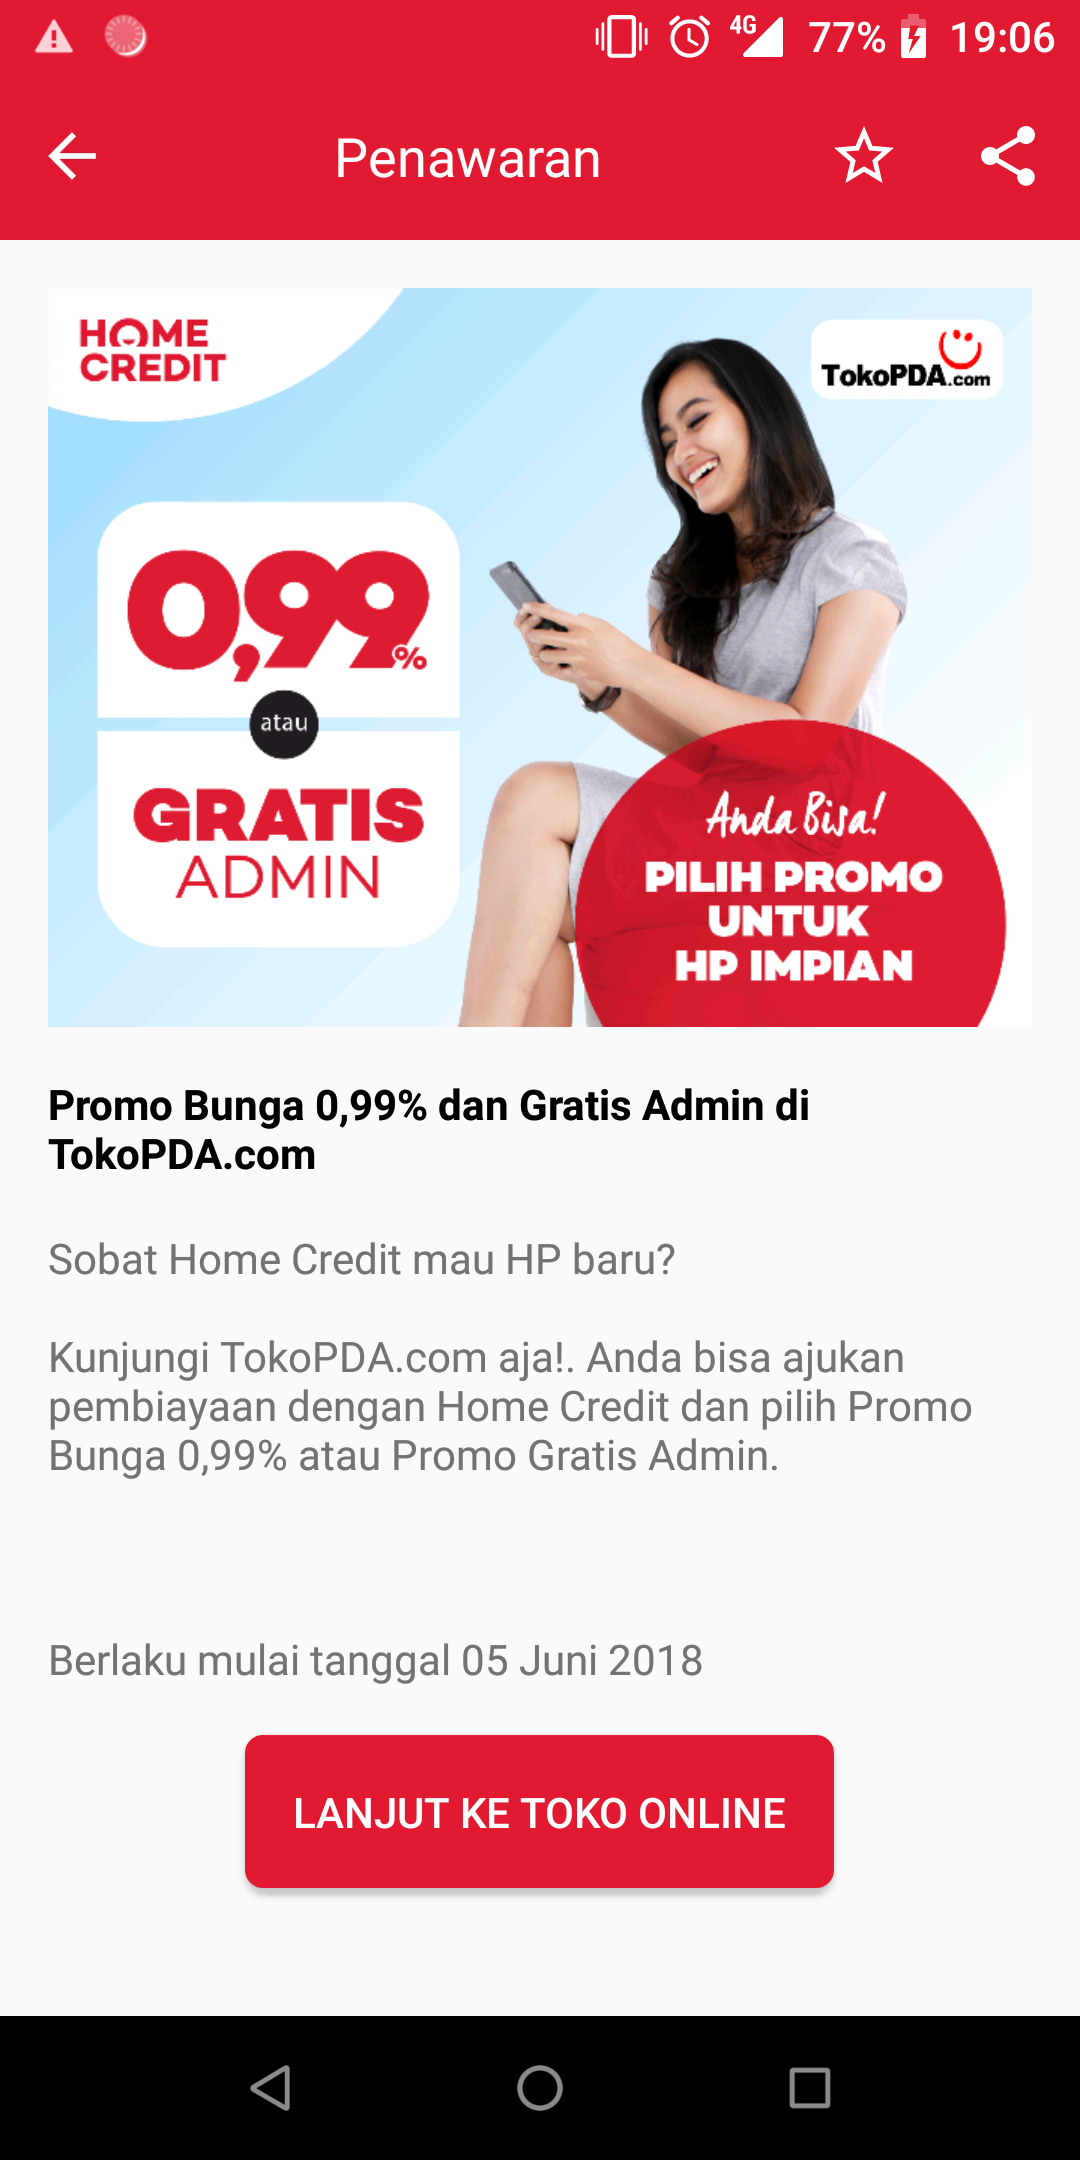 4G 77% 19:06
Penawaran
HOME
CREDIT
TokoPDA.com
0,99%
atau
GRATIS
ADMIN
Anda Bisa!
PILIH PROMO
UNTUK
HP IMPIAN
Promo Bunga 0,99% dan Gratis Admin di
TokoPDA.com
Sobat Home Credit mau HP baru?
Kunjungi TokoPDA.com aja!. Anda bisa ajukan
pembiayaan dengan Home Credit dan pilih Promo
Bunga 0,99% atau Promo Gratis Admin.
Berlaku mulai tanggal 05 Juni 2018
LANJUT KE TOKO ONLINE